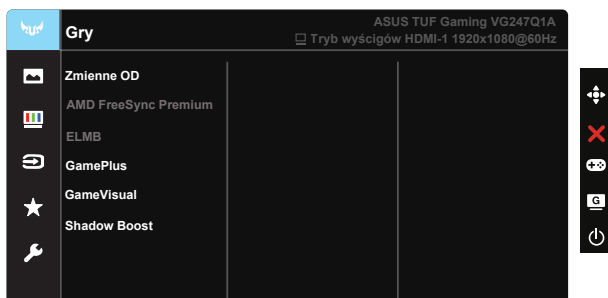 Gry
ASUS TUF Gaming VG247Q1A
Tryb wyścigów HDMI-1 1920x1080@60Hz
Zmienne OD
AMD FreeSync Premium
ELMB
GamePlus
GameVisual
Shadow Boost
G